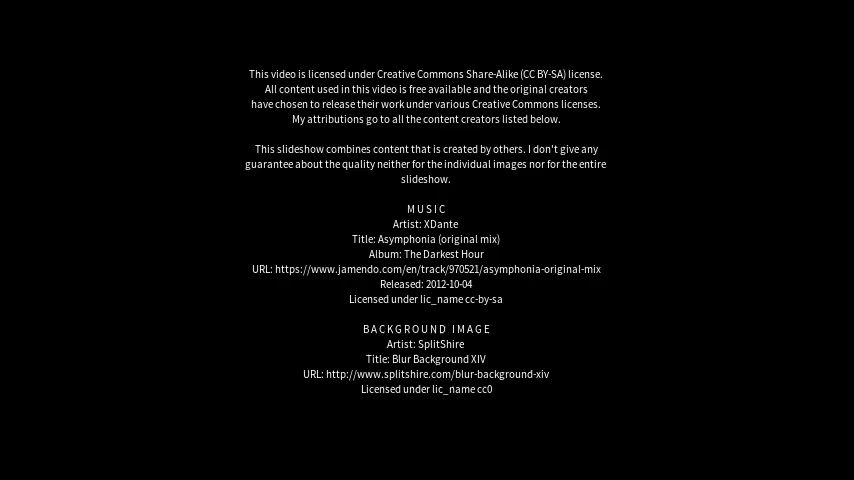 This video is licensed under Creative Commons Share-Alike (CC BY-SA) license.
All content used in this video is free available and the original creators
have chosen to release their work under various Creative Commons licenses.
My attributions go to all the content creators listed below.
This slideshow combines content that is created by others. I don't give any
guarantee about the quality neither for the individual images nor for the entire
slideshow.
MUSIC
Artist: XDante
Title: Asymphonia (original mix)
Album: The Darkest Hour
URL: https://www.jamendo.com/en/track/970521/asymphonia-original-mix
Released: 2012-10-04
Licensed under lic_name cc-by-sa
BACKGROUND IMAGE
Artist: SplitShire
Title: Blur Background XIV
URL: http://www.splitshire.com/blur-background-xiv
Licensed under lic_name cc0